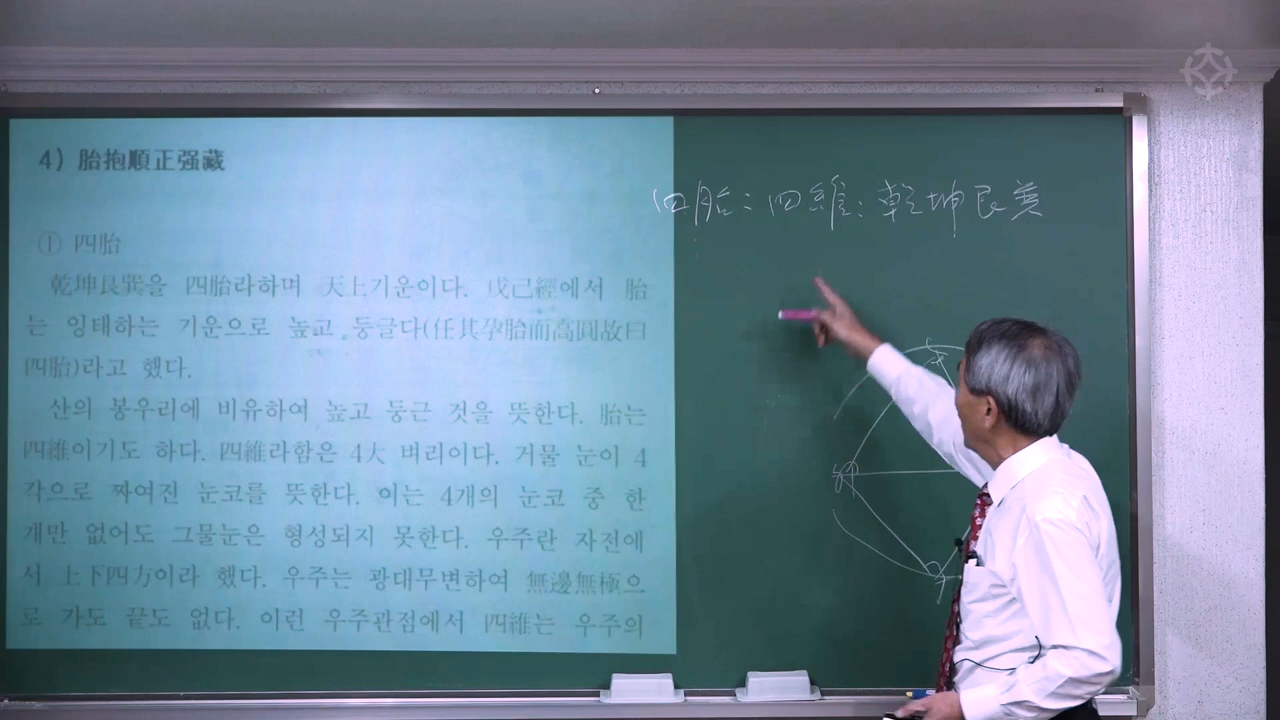 4) 胎抱順正强藏
① 四胎
乾坤艮巽을 四胎라하며 天上기운이다. 戊己經에서 胎
는 잉태하는 기운으로 높고 둥글다(任其孕胎而高圓故曰
四胎)라고 했다.
산의 봉우리에 비유하여 높고 둥근 것을 뜻한다. 胎는
四維이기도 하다. 四維라함은 4大 벼리이다. 거물 눈이 4
각으로 짜여진 눈코를 뜻한다. 이는 4개의 눈코 중 한
개만 없어도 그물눈은 형성되지 못한다. 우주란 자전에
서 上下四方이라 했다. 우주는 광대무변하여 無邊無極으
로 가도 끝도 없다. 이런 우주관점에서 四維는 우주의
四胎: 四維: 乾坤艮巽